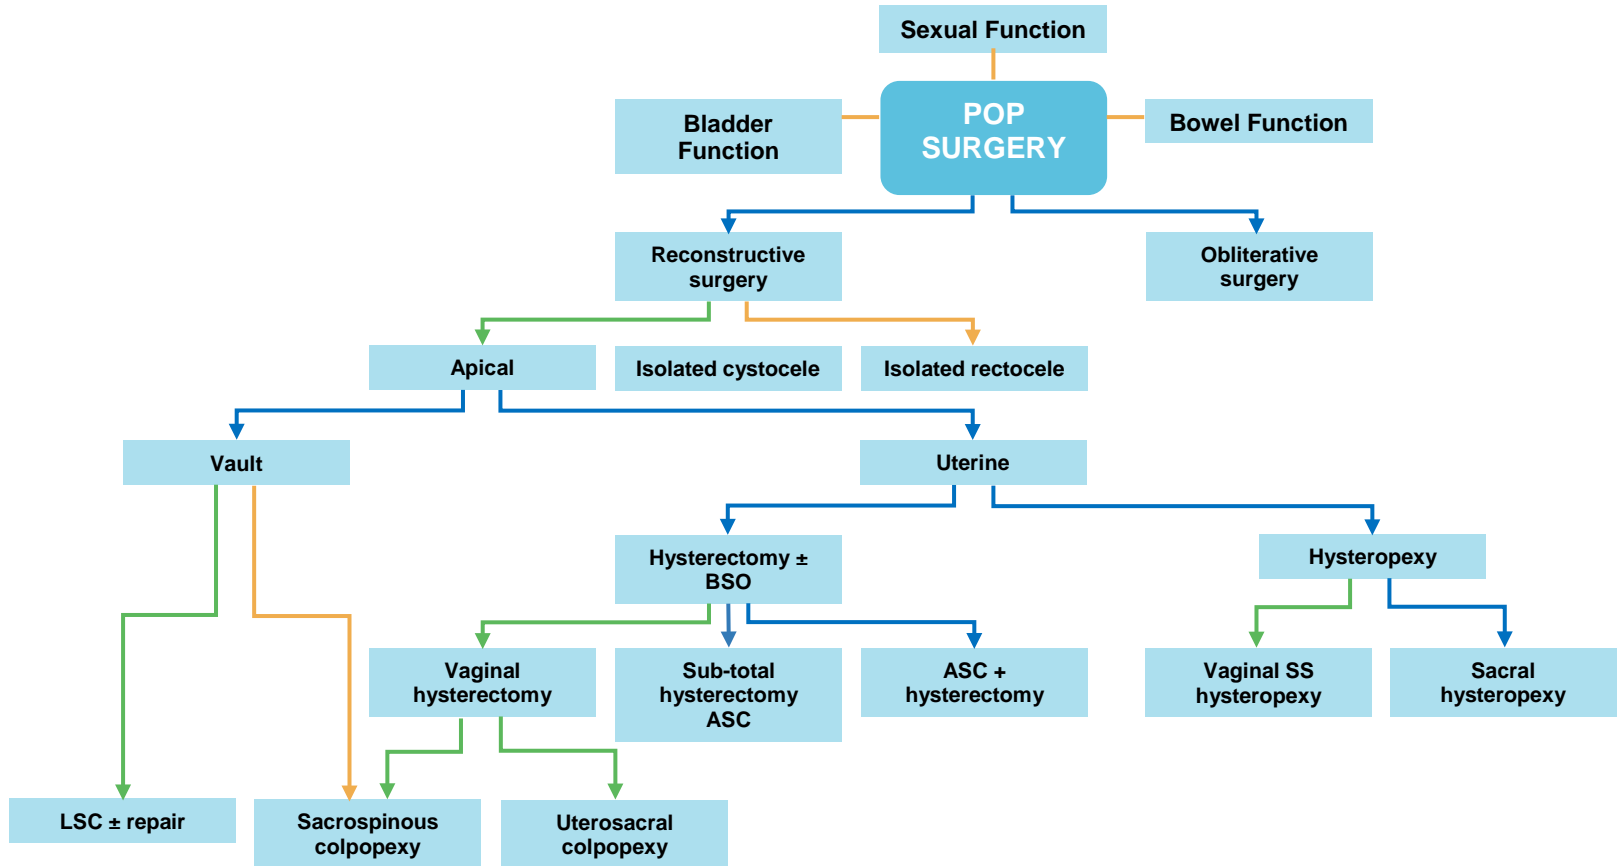 Sexual Function
POP
SURGERY
Bladder
Function
Bowel Function
Reconstructive
surgery
Obliterative
surgery
Apical
Isolated cystocele
Isolated rectocele
Vault
Uterine
Hysterectomy ±
BSO
Hysteropexy
Vaginal
hysterectomy
Sub-total
hysterectomy
ASC
ASC +
hysterectomy
Vaginal SS
hysteropexy
Sacral
hysteropexy
LSC ± repair
Sacrospinous
colpopexy
Uterosacral
colpopexy